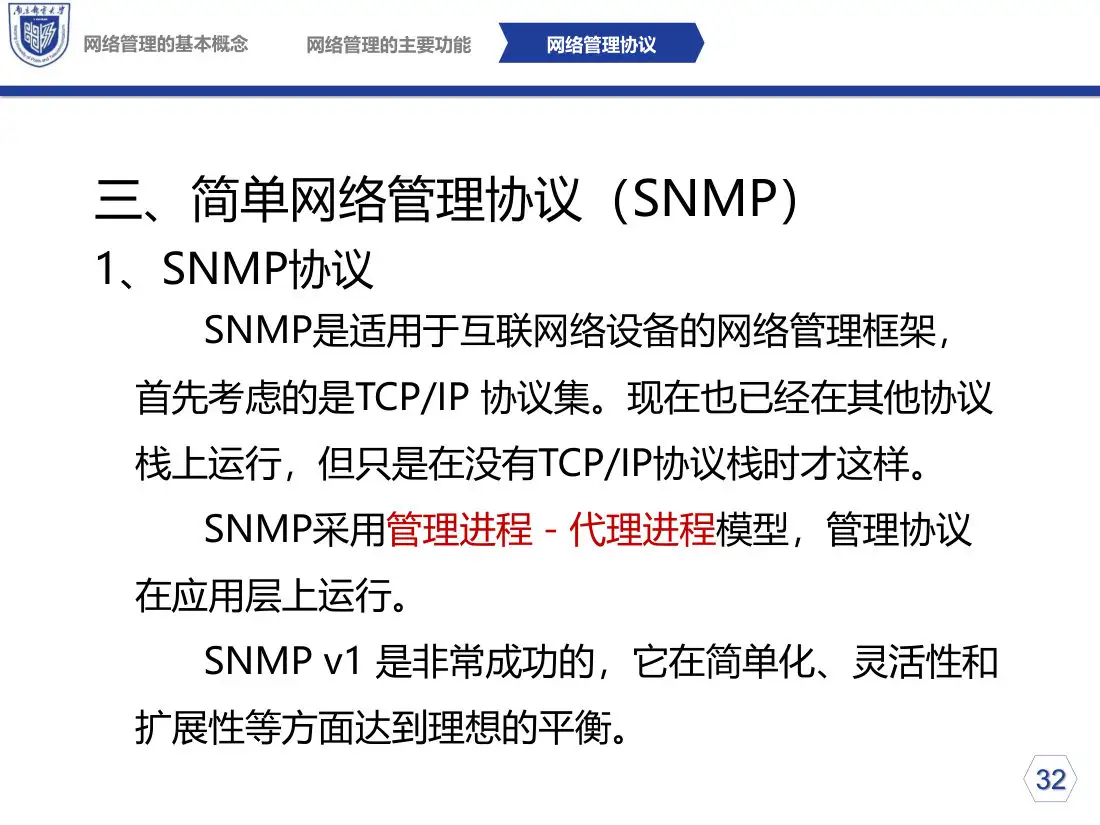 南京邮电大学
网络管理的基本概念
网络管理的主要功能
网络管理协议
三、简单网络管理协议（SNMP）
1、SNMP协议
SNMP是适用于互联网络设备的网络管理框架，
首先考虑的是TCP/IP 协议集。现在也已经在其他协议
栈上运行，但只是在没有TCP/IP协议栈时才这样。
SNMP采用管理进程－代理进程模型，管理协议
在应用层上运行。
SNMP v1 是非常成功的，它在简单化、灵活性和
扩展性等方面达到理想的平衡。
32